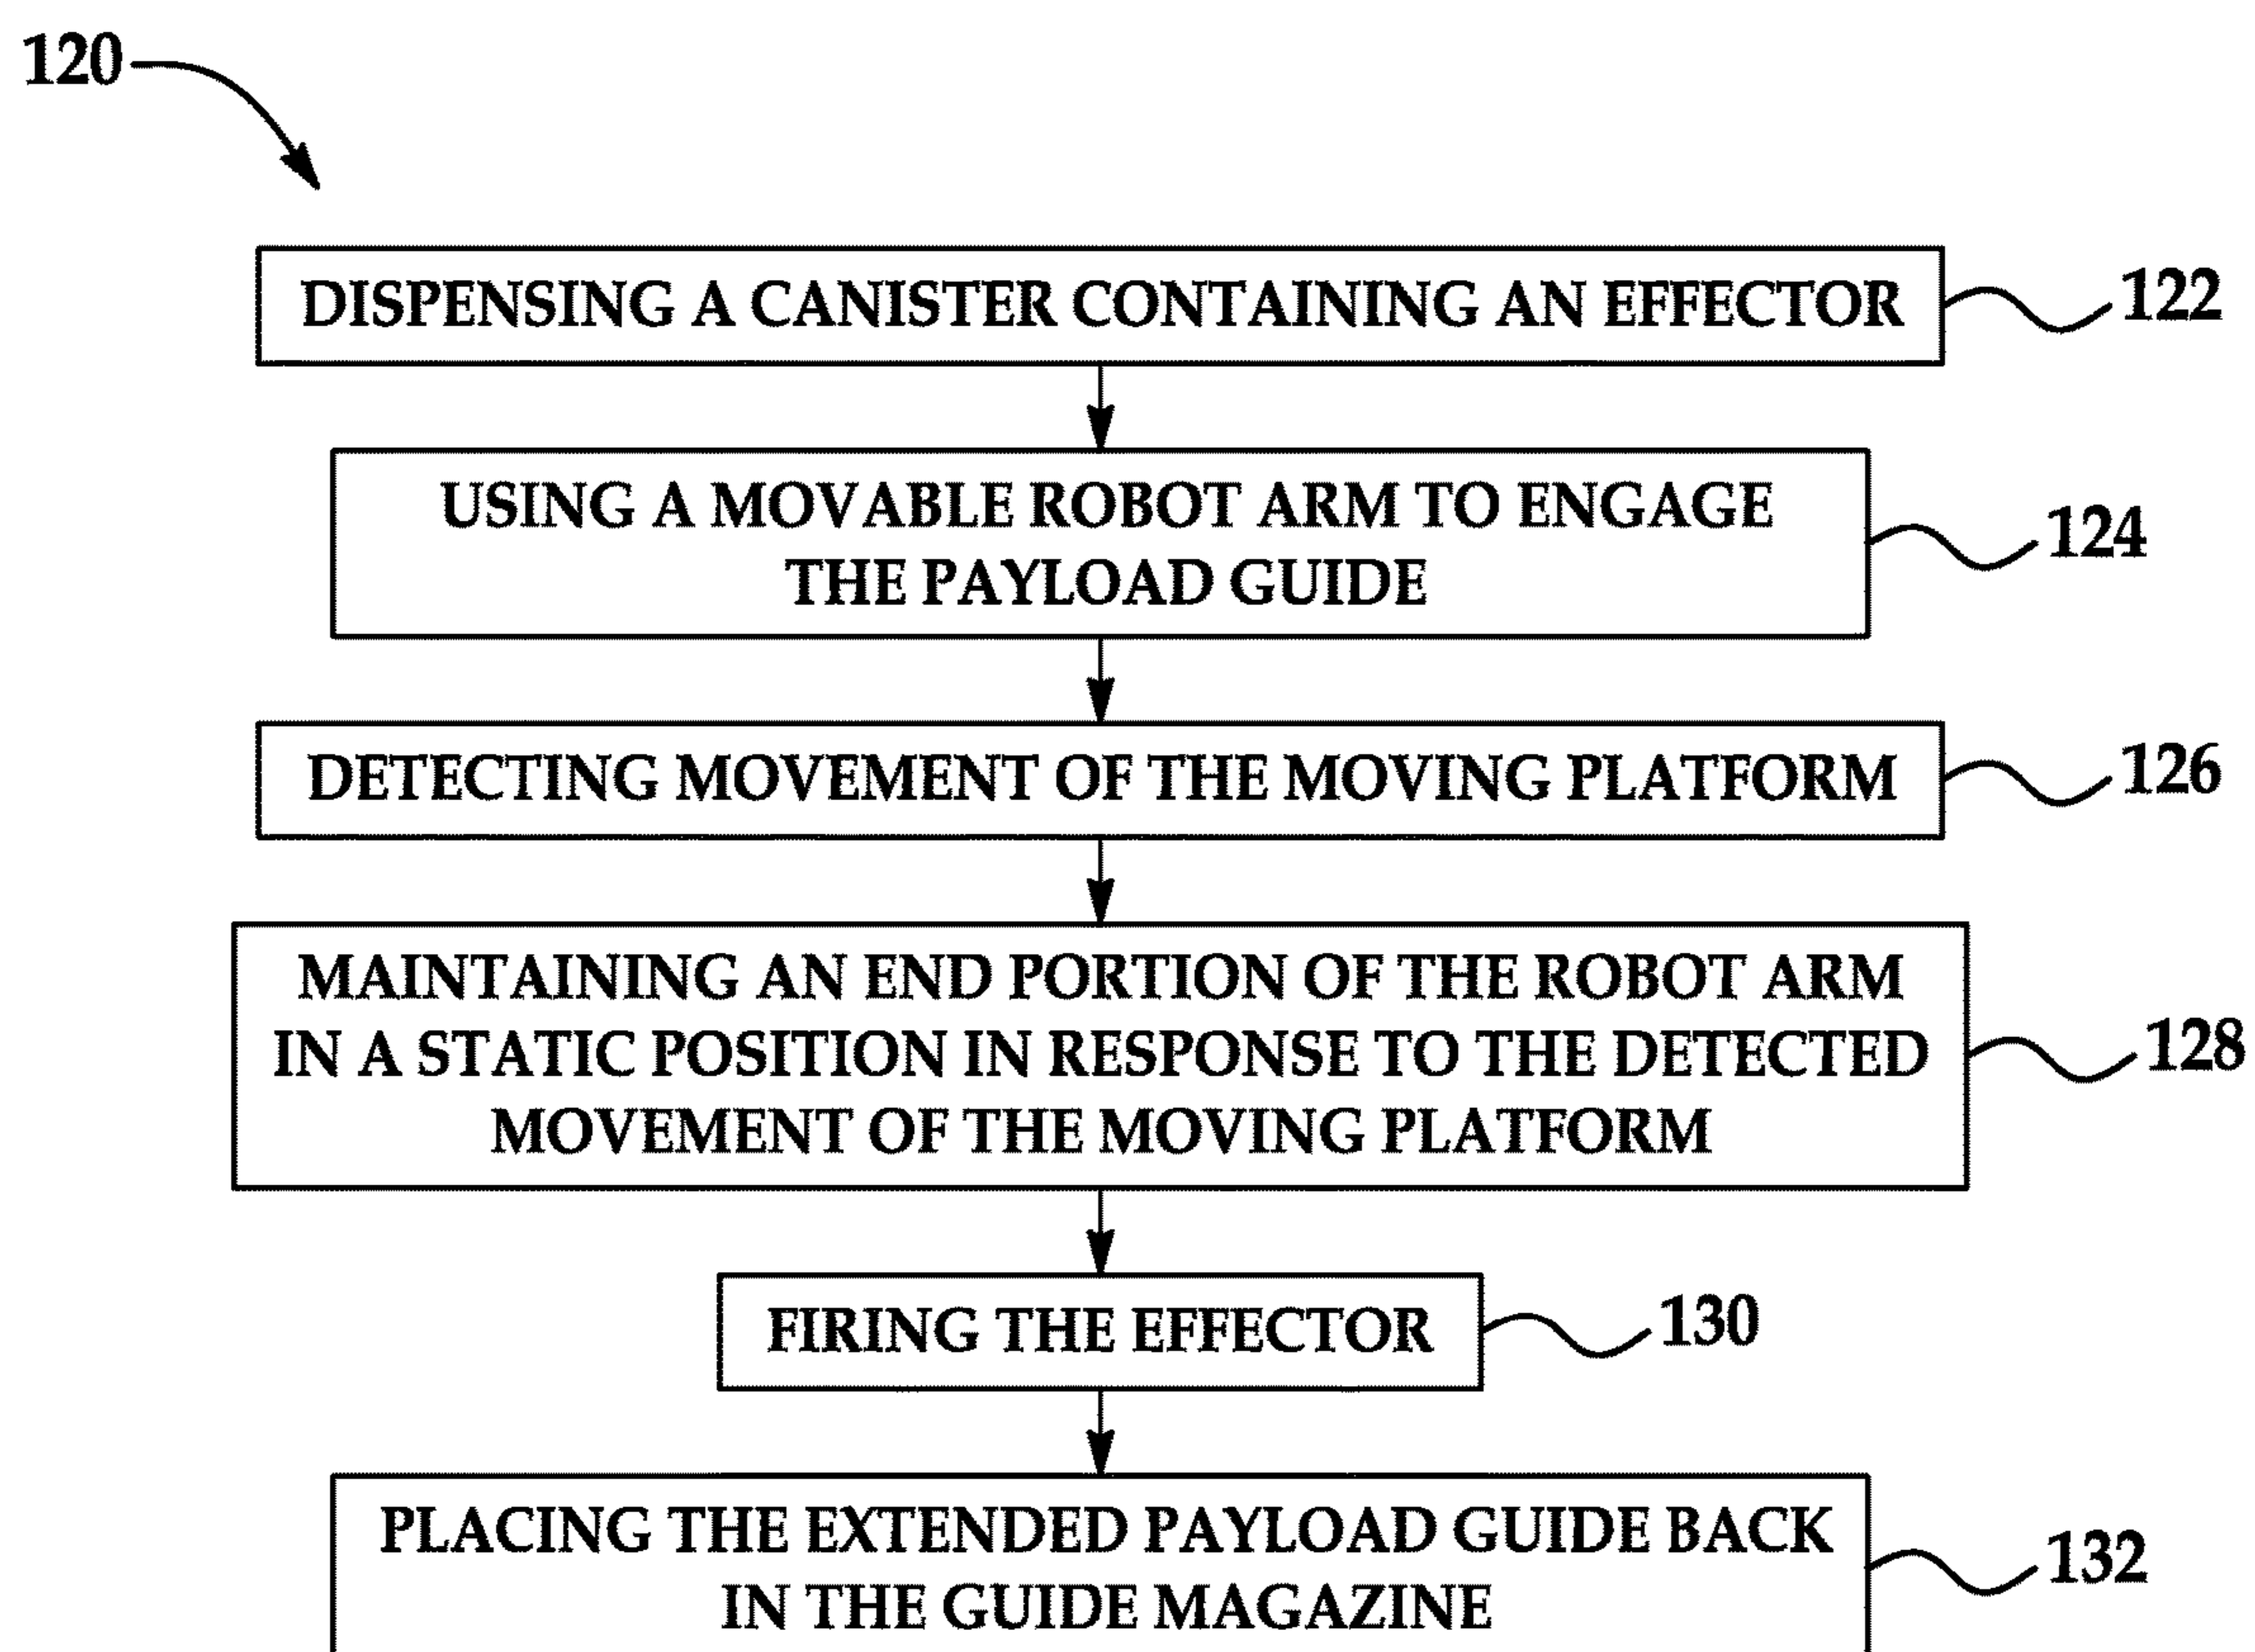 120
DISPENSING A CANISTER CONTAINING AN EFFECTOR
122
USING A MOVABLE ROBOT ARM TO ENGAGE
THE PAYLOAD GUIDE
124
DETECTING MOVEMENT OF THE MOVING PLATFORM
126
MAINTAINING AN END PORTION OF THE ROBOT ARM
IN A STATIC POSITION IN RESPONSE TO THE DETECTED
MOVEMENT OF THE MOVING PLATFORM
128
FIRING THE EFFECTOR
130
PLACING THE EXTENDED PAYLOAD GUIDE BACK
IN THE GUIDE MAGAZINE
132